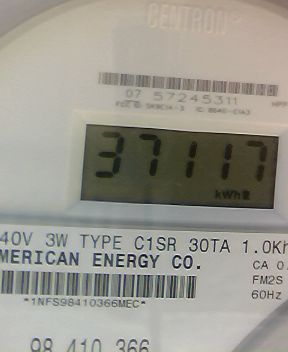 CENTRON®
07 57245311
37117
kWh
40V 3W TYPE C1SR 30TA 1.0Kh
MERICAN ENERGY CO.
CA 0.
FM2S
60Hz
*1NFS98410366MEC*
98 410 366